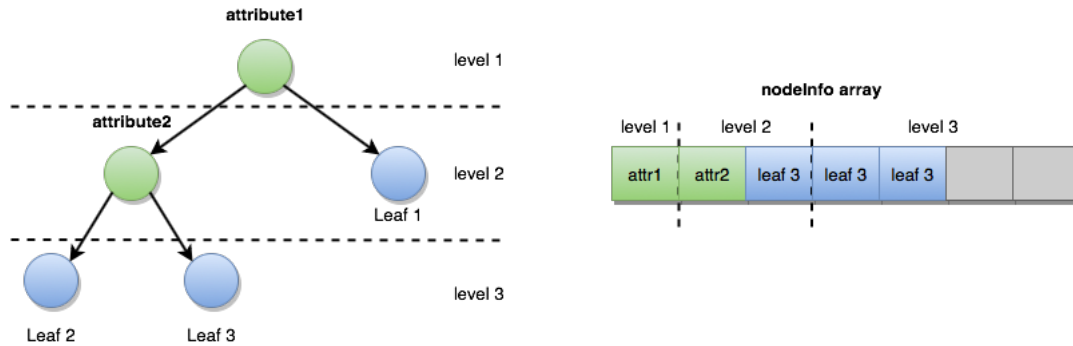 attribute1
level 1
attribute2
level 2
Leaf 1
level 3
Leaf 2
Leaf 3
nodeInfo array
level 1
level 2
level 3
attr1
attr2
leaf 3
leaf 3
leaf 3